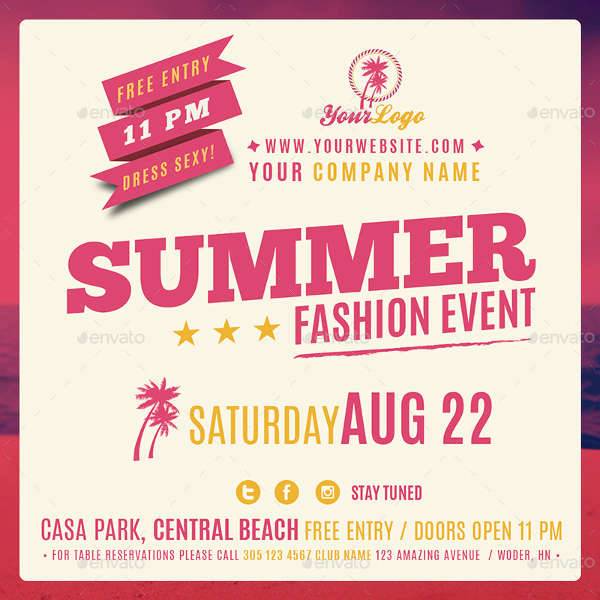 FREE ENTRY
11 PM
DRESS SEXY!
YourLogo
WWW.YOURWEBSITE.COM
YOUR COMPANY NAME
SUMMER
FASHION EVENT
SATURDAY AUG 22
STAY TUNED
CASA PARK, CENTRAL BEACH FREE ENTRY / DOORS OPEN 11 PM
• FOR TABLE RESERVATIONS PLEASE CALL 305 123 4567 CLUB NAME 123 AMAZING AVENUE / WODER, HN •
envato